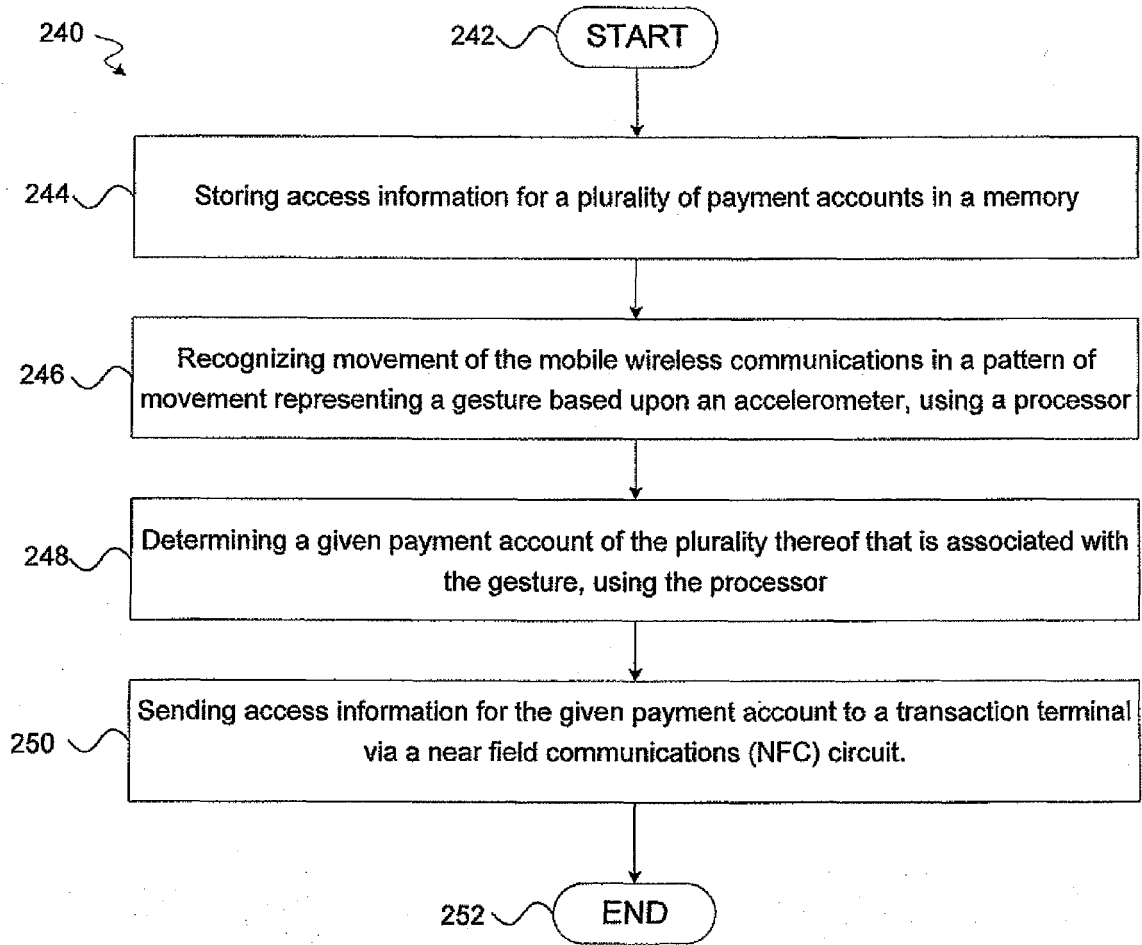 240
242
START
244
Storing access information for a plurality of payment accounts in a memory
246
Recognizing movement of the mobile wireless communications in a pattern of
movement representing a gesture based upon an accelerometer, using a processor
248
Determining a given payment account of the plurality thereof that is associated with
the gesture, using the processor
250
Sending access information for the given payment account to a transaction terminal
via a near field communications (NFC) circuit.
252
END